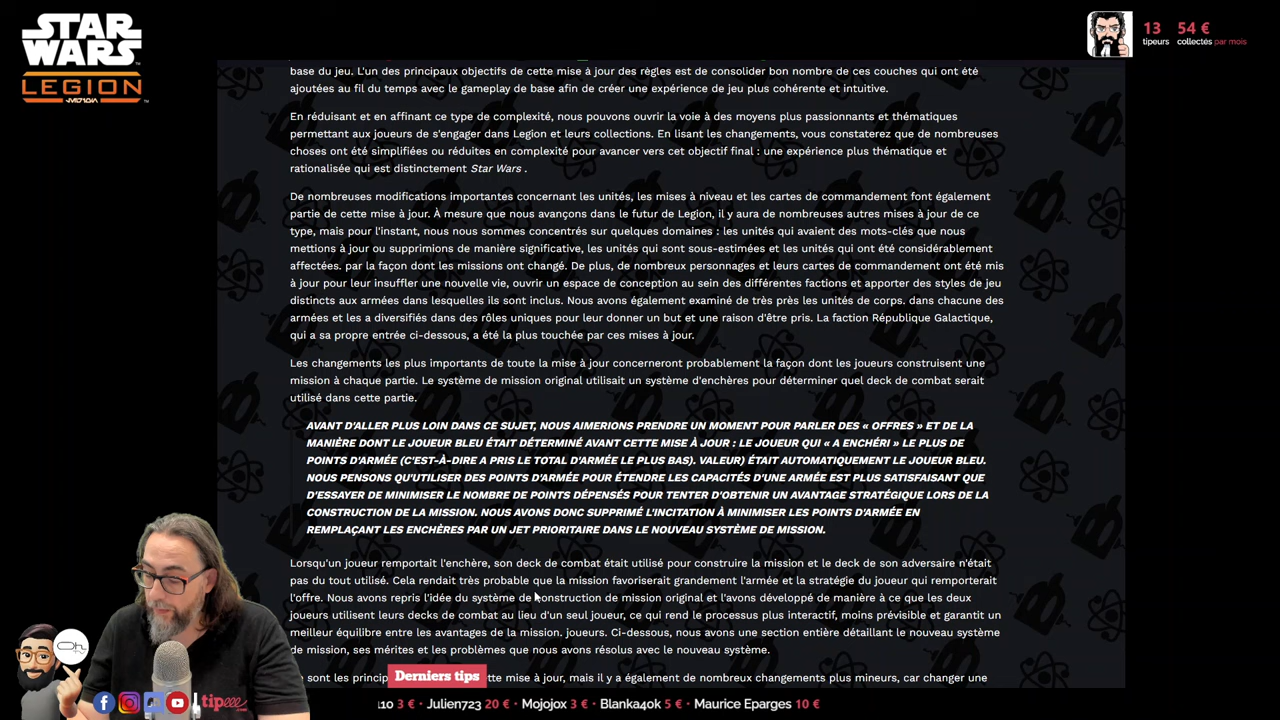 STAR
WARS
LEGION
13 54 €
tipeurs collectés par mois
base du jeu. L'un des principaux objectifs de cette mise à jour des règles est de consolider bon nombre de ces couches qui ont été
ajoutées au fil du temps avec le gameplay de base afin de créer une expérience de jeu plus cohérente et intuitive.
En réduisant et en affinant ce type de complexité, nous pouvons ouvrir la voie à des moyens plus passionnants et thématiques
permettant aux joueurs de s'engager dans Legion et leurs collections. En lisant les changements, vous constaterez que de nombreuses
choses ont été simplifiées ou réduites en complexité pour avancer vers cet objectif final : une expérience plus thématique et
rationalisée qui est distinctement Star Wars .
De nombreuses modifications importantes concernant les unités, les mises à niveau et les cartes de commandement font également
partie de cette mise à jour. À mesure que nous avançons dans le futur de Legion, il y aura de nombreuses autres mises à jour de ce
type, mais pour l'instant, nous nous sommes concentrés sur quelques domaines : les unités qui avaient des mots-clés que nous
mettions à jour ou supprimions de manière significative, les unités qui sont sous-estimées et les unités qui ont été considérablement
affectées. par la façon dont les missions ont changé. De plus, de nombreux personnages et leurs cartes de commandement ont été mis
à jour pour leur insuffler une nouvelle vie, ouvrir un espace de conception au sein des différentes factions et apporter des styles de jeu
distincts aux armées dans lesquelles ils sont inclus. Nous avons également examiné de très près les unités de corps. dans chacune des
armées et les a diversifiés dans des rôles uniques pour leur donner un but et une raison d'être pris. La faction République Galactique,
qui a sa propre entrée ci-dessous, a été la plus touchée par ces mises à jour.
Les changements les plus importants de toute la mise à jour concerneront probablement la façon dont les joueurs construisent une
mission à chaque partie. Le système de mission original utilisait un système d'enchères pour déterminer quel deck de combat serait
utilisé dans cette partie.
AVANT D'ALLER PLUS LOIN DANS CE SUJET, NOUS AIMERIONS PRENDRE UN MOMENT POUR PARLER DES « OFFRES » ET DE LA
MANIÈRE DONT LE JOUEUR BLEU ÉTAIT DÉTERMINÉ AVANT CETTE MISE À JOUR : LE JOUEUR QUI « A ENCHÉRI » LE PLUS DE
POINTS D'ARMÉE (C'EST-À-DIRE A PRIS LE TOTAL D'ARMÉE LE PLUS BAS). VALEUR) ÉTAIT AUTOMATIQUEMENT LE JOUEUR BLEU.
NOUS PENSONS QU'UTILISER DES POINTS D'ARMÉE POUR ÉTENDRE LES CAPACITÉS D'UNE ARMÉE EST PLUS SATISFAISANT QUE
D'ESSAYER DE MINIMISER LE NOMBRE DE POINTS DÉPENSÉS POUR TENTER D'OBTENIR UN AVANTAGE STRATÉGIQUE LORS DE LA
CONSTRUCTION DE LA MISSION. NOUS AVONS DONC SUPPRIMÉ L'INCITATION À MINIMISER LES POINTS D'ARMÉE EN
REMPLAÇANT LES ENCHÈRES PAR UN JET PRIORITAIRE DANS LE NOUVEAU SYSTÈME DE MISSION.
Lorsqu'un joueur remportait l'enchère, son deck de combat était utilisé pour construire la mission et le deck de son adversaire n'était
pas du tout utilisé. Cela rendait très probable que la mission favoriserait grandement l'armée et la stratégie du joueur qui remporterait
l'offre. Nous avons repris l'idée du système de construction de mission original et l'avons développé de manière à ce que les deux
joueurs utilisent leurs decks de combat au lieu d'un seul joueur, ce qui rend le processus plus interactif, moins prévisible et garantit un
meilleur équilibre entre les avantages de la mission. joueurs. Ci-dessous, nous avons une section entière détaillant le nouveau système
de mission, ses mérites et les problèmes que nous avons résolus avec le nouveau système.
sont les princip tte mise à jour, mais il y a également de nombreux changements plus mineurs, car changer une
Derniers tips
tipeee
110 3 € • Julien723 20 € • Mojojox 3 € • Blanka40k 5 € • Maurice Eparges 10 €